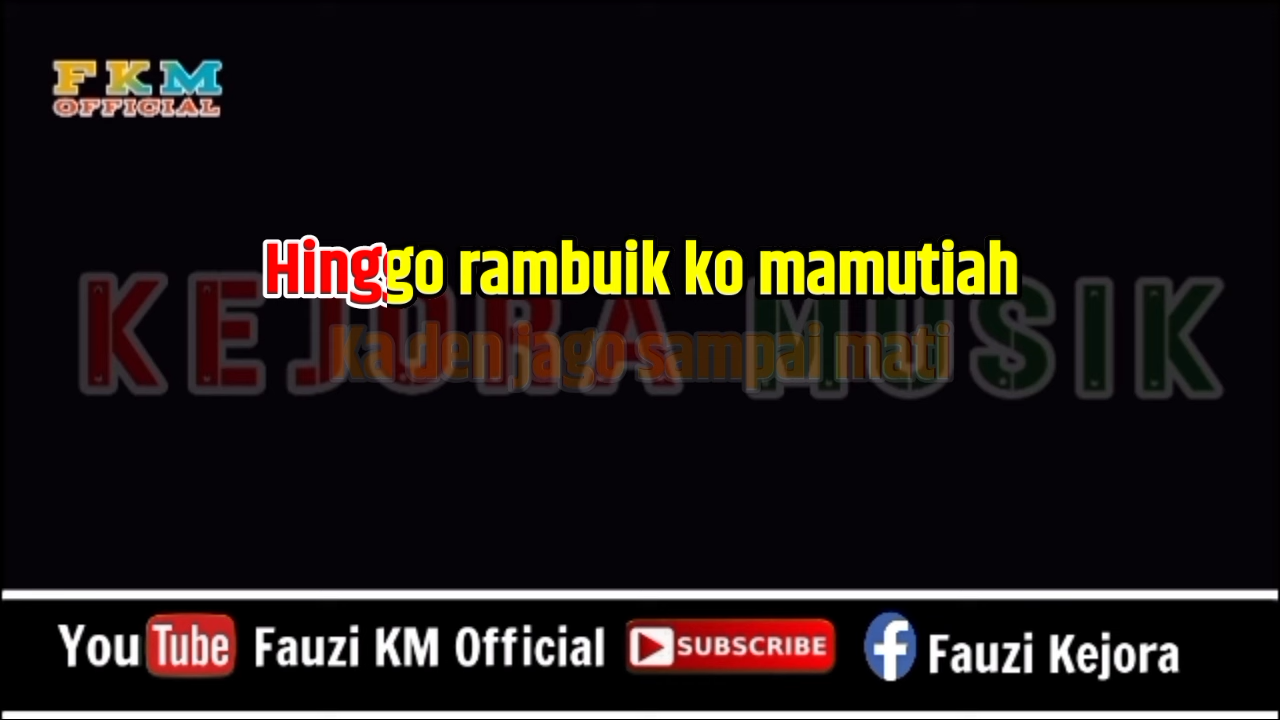 FKM
OFFICIAL
Hinggo rambuik ko mamutiah
Ka den jago sampai mati
KEJORA MUSIK
YouTube Fauzi KM Official SUBSCRIBE Fauzi Kejora